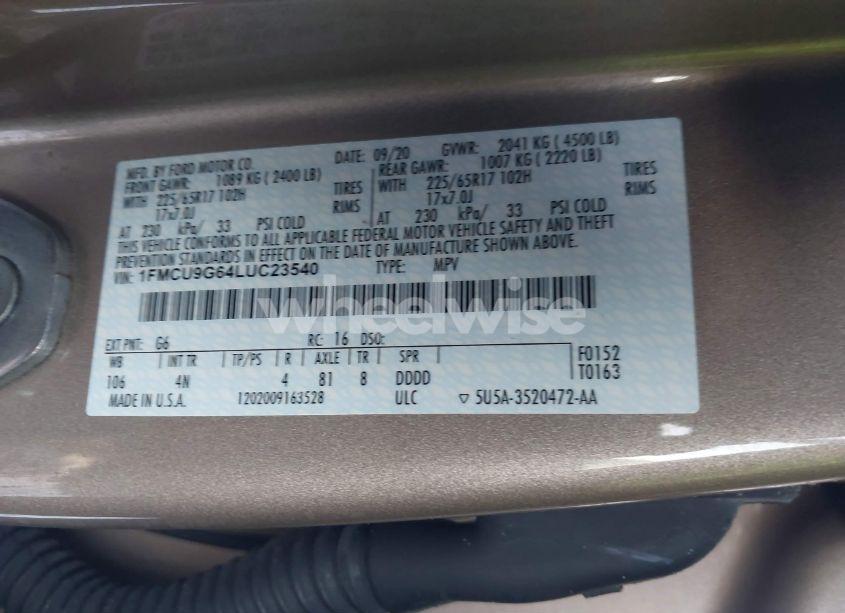 MFD. BY FORD MOTOR CO.
DATE: 09/20 GVWR: 2041 KG ( 4500 LB)
FRONT GAWR: 1089 KG ( 2400 LB) REAR GAWR: 1007 KG ( 2220 LB)
WITH 225/65R17 102H TIRES WITH 225/65R17 102H TIRES
17x7.0J RIMS 17x7.0J RIMS
AT 230 kPa/ 33 PSI COLD AT 230 kPa/ 33 PSI COLD
THIS VEHICLE CONFORMS TO ALL APPLICABLE FEDERAL MOTOR VEHICLE SAFETY AND THEFT
PREVENTION STANDARDS IN EFFECT ON THE DATE OF MANUFACTURE SHOWN ABOVE.
VIN: 1FMCU9G64LUC23540 TYPE: MPV
wheelwise
EXT PNT: G6 RC: 16 DSO:
WB INT TR TP/PS R AXLE TR SPR F0152
106 4N 4 81 8 DDDD T0163
MADE IN U.S.A. 1202009163528 ULC ▽ 5U5A-3520472-AA